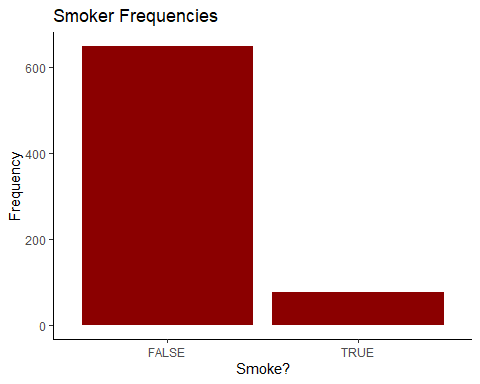 Smoker Frequencies
Frequency
600
400
200
0
FALSE TRUE
Smoke?